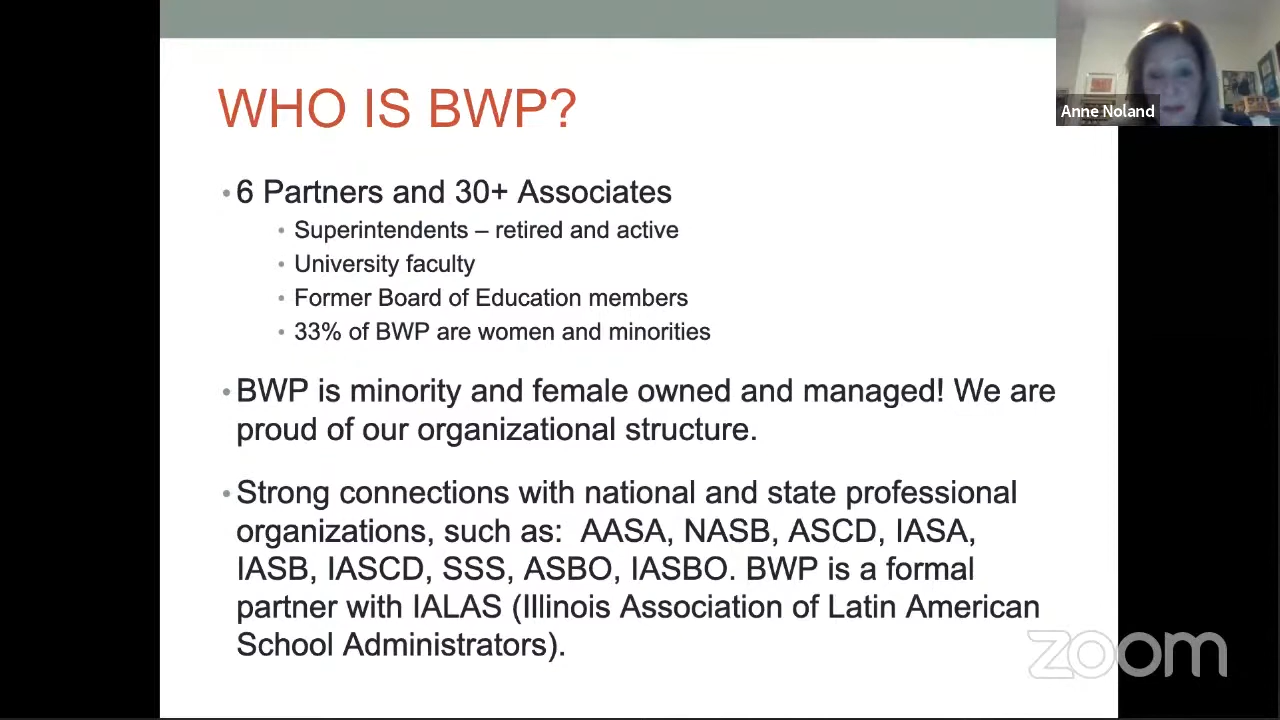 WHO IS BWP?
Anne Noland
• 6 Partners and 30+ Associates
• Superintendents – retired and active
• University faculty
• Former Board of Education members
• 33% of BWP are women and minorities
• BWP is minority and female owned and managed! We are
proud of our organizational structure.
• Strong connections with national and state professional
organizations, such as:  AASA, NASB, ASCD, IASA,
IASB, IASCD, SSS, ASBO, IASBO. BWP is a formal
partner with IALAS (Illinois Association of Latin American
School Administrators).
zoom